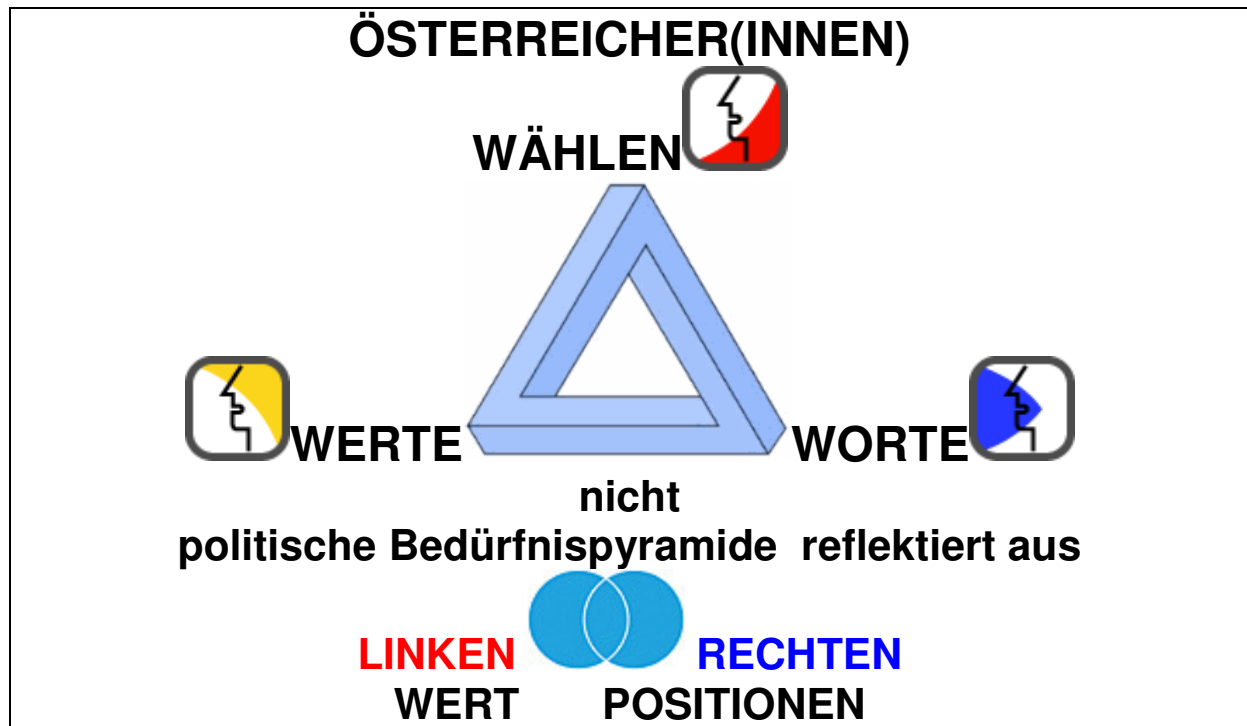 ÖSTERREICHER(INNEN)
WÄHLEN
WERTE WORTE
nicht
politische Bedürfnispyramide reflektiert aus
LINKEN RECHTEN
WERT POSITIONEN